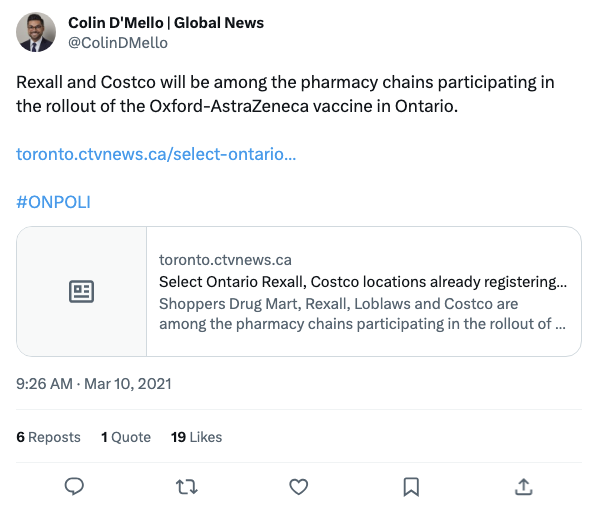 Colin D'Mello | Global News
@ColinDMello
Rexall and Costco will be among the pharmacy chains participating in
the rollout of the Oxford-AstraZeneca vaccine in Ontario.
toronto.ctvnews.ca/select-ontario...
#ONPOLI
toronto.ctvnews.ca
Select Ontario Rexall, Costco locations already registering...
Shoppers Drug Mart, Rexall, Loblaws and Costco are
among the pharmacy chains participating in the rollout of ...
9:26 AM · Mar 10, 2021
6 Reposts 1 Quote 19 Likes